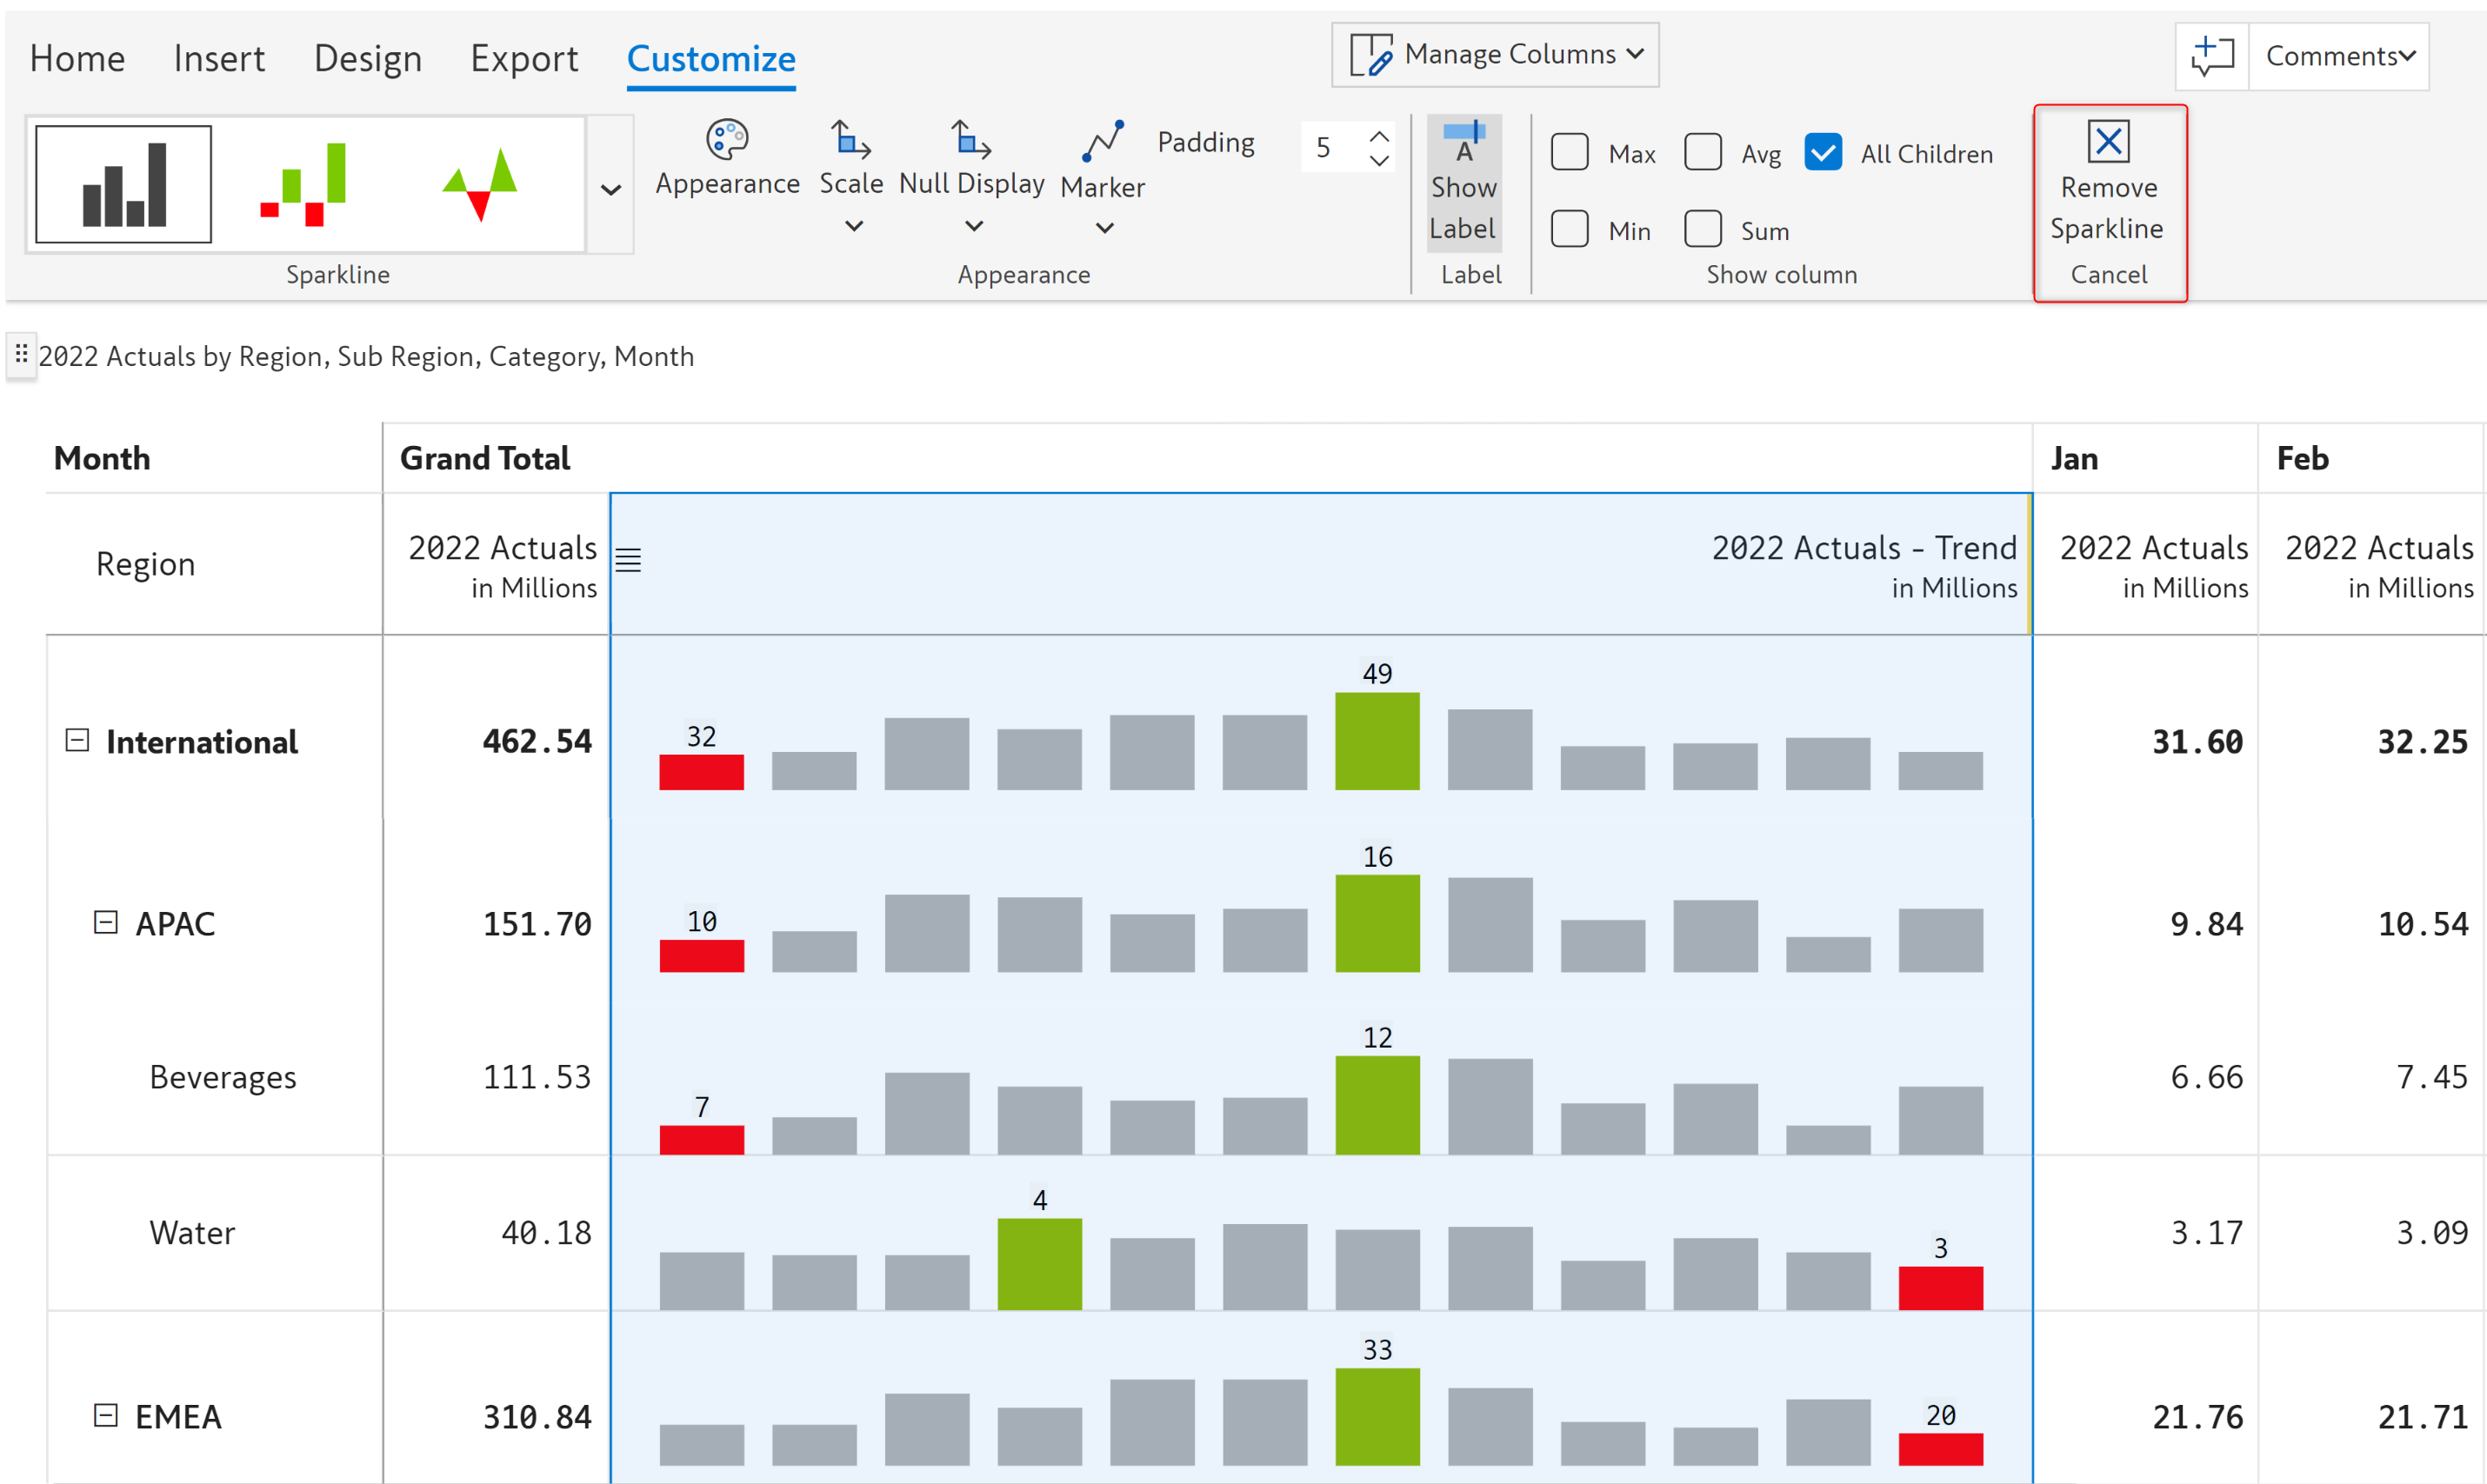 Home Insert Design Export Customize Manage Columns Comments
Appearance Scale Null Display Marker Padding 5 Show Label Max Avg All Children Remove Sparkline
Min Sum
Sparkline Appearance Label Show column Cancel
2022 Actuals by Region, Sub Region, Category, Month
Month Grand Total Jan Feb
Region 2022 Actuals in Millions 2022 Actuals - Trend in Millions 2022 Actuals in Millions 2022 Actuals in Millions
International 462.54 32 49 31.60 32.25
APAC 151.70 10 16 9.84 10.54
Beverages 111.53 7 12 6.66 7.45
Water 40.18 4 3 3.17 3.09
EMEA 310.84 33 20 21.76 21.71